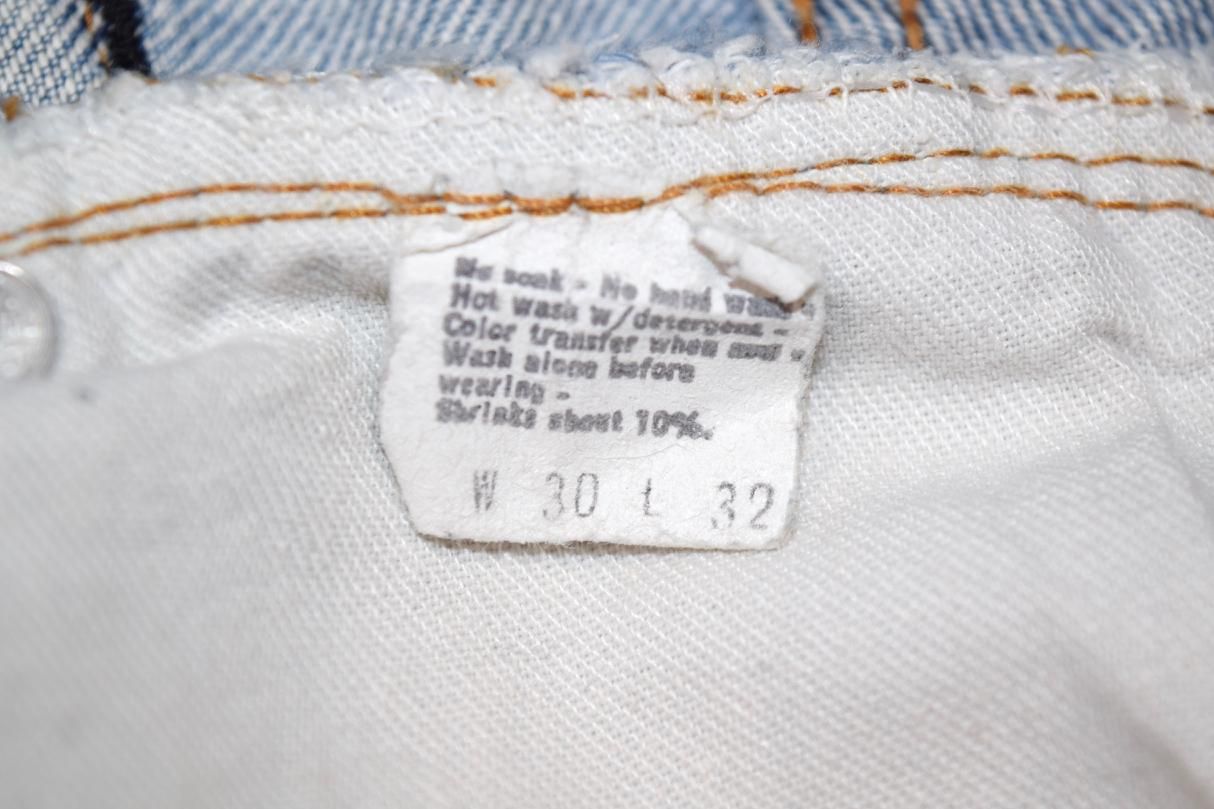 No soak - No hand wash -
Hot wash w/detergent -
Color transfer when new -
Wash alone before
wearing -
Shrinks about 10%.
W 30 L 32